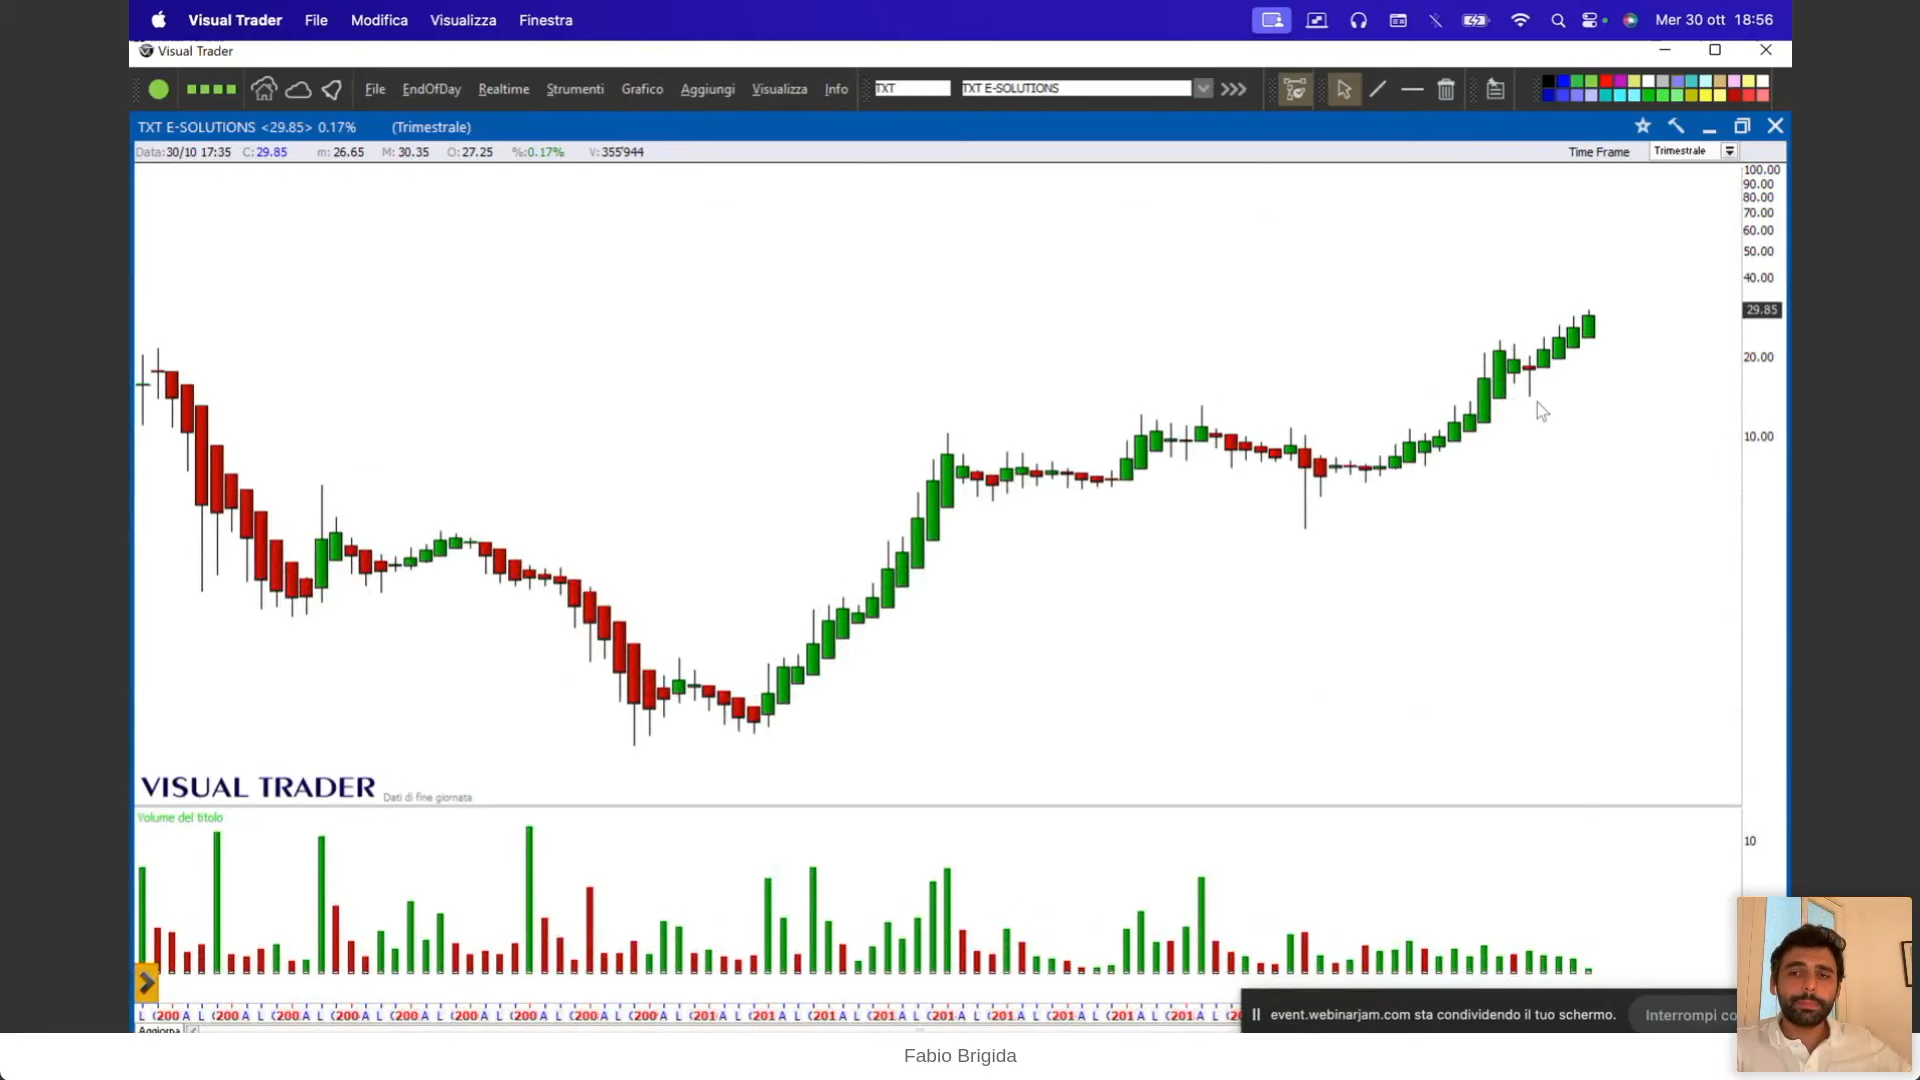 Visual Trader File Modifica Visualizza Finestra Mer 30 ott 18:56
Visual Trader
File EndOfDay Realtime Strumenti Grafico Aggiungi Visualizza Info TXT TXT E-SOLUTIONS
TXT E-SOLUTIONS <29.85> 0.17% (Trimestrale)
Data:30/10 17:35 C: 29.85 m: 26.65 M: 30.35 O: 27.25 %:0.17% V: 355'944 Time Frame Trimestrale
100.00
90.00
80.00
70.00
60.00
50.00
40.00
29.85
20.00
10.00
VISUAL TRADER Dati di fine giornata
Volume del titolo
10
event.webinarjam.com sta condividendo il tuo schermo. Interrompi
Aggiorna
Fabio Brigida